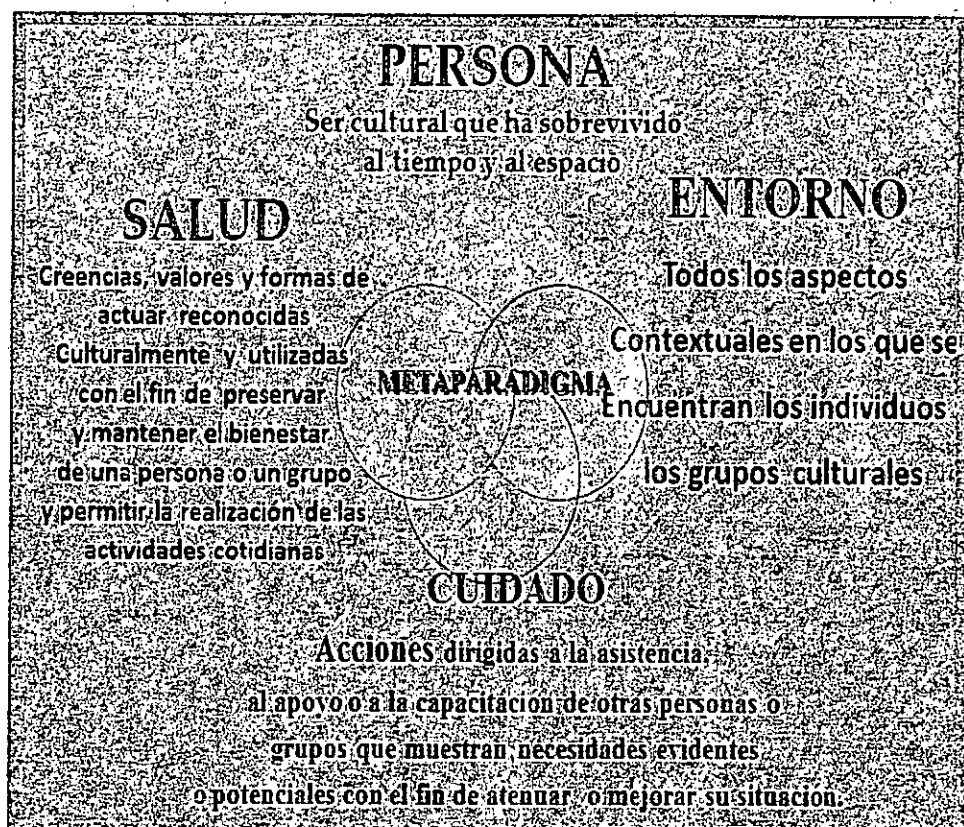 PERSONA
Ser cultural que ha sobrevivido
al tiempo y al espacio
SALUD
Creencias, valores y formas de
actuar reconocidas
Culturalmente y utilizadas
con el fin de preservar
y mantener el bienestar
de una persona o un grupo
y permitir la realización de las
actividades cotidianas
ENTORNO
Todos los aspectos
Contextuales en los que se
Encuentran los individuos
los grupos culturales
METAPARADIGMA
CUIDADO
Acciones dirigidas a la asistencia,
al apoyo o a la capacitación de otras personas o
grupos que muestran necesidades evidentes
o potenciales con el fin de atenuar o mejorar su situación.